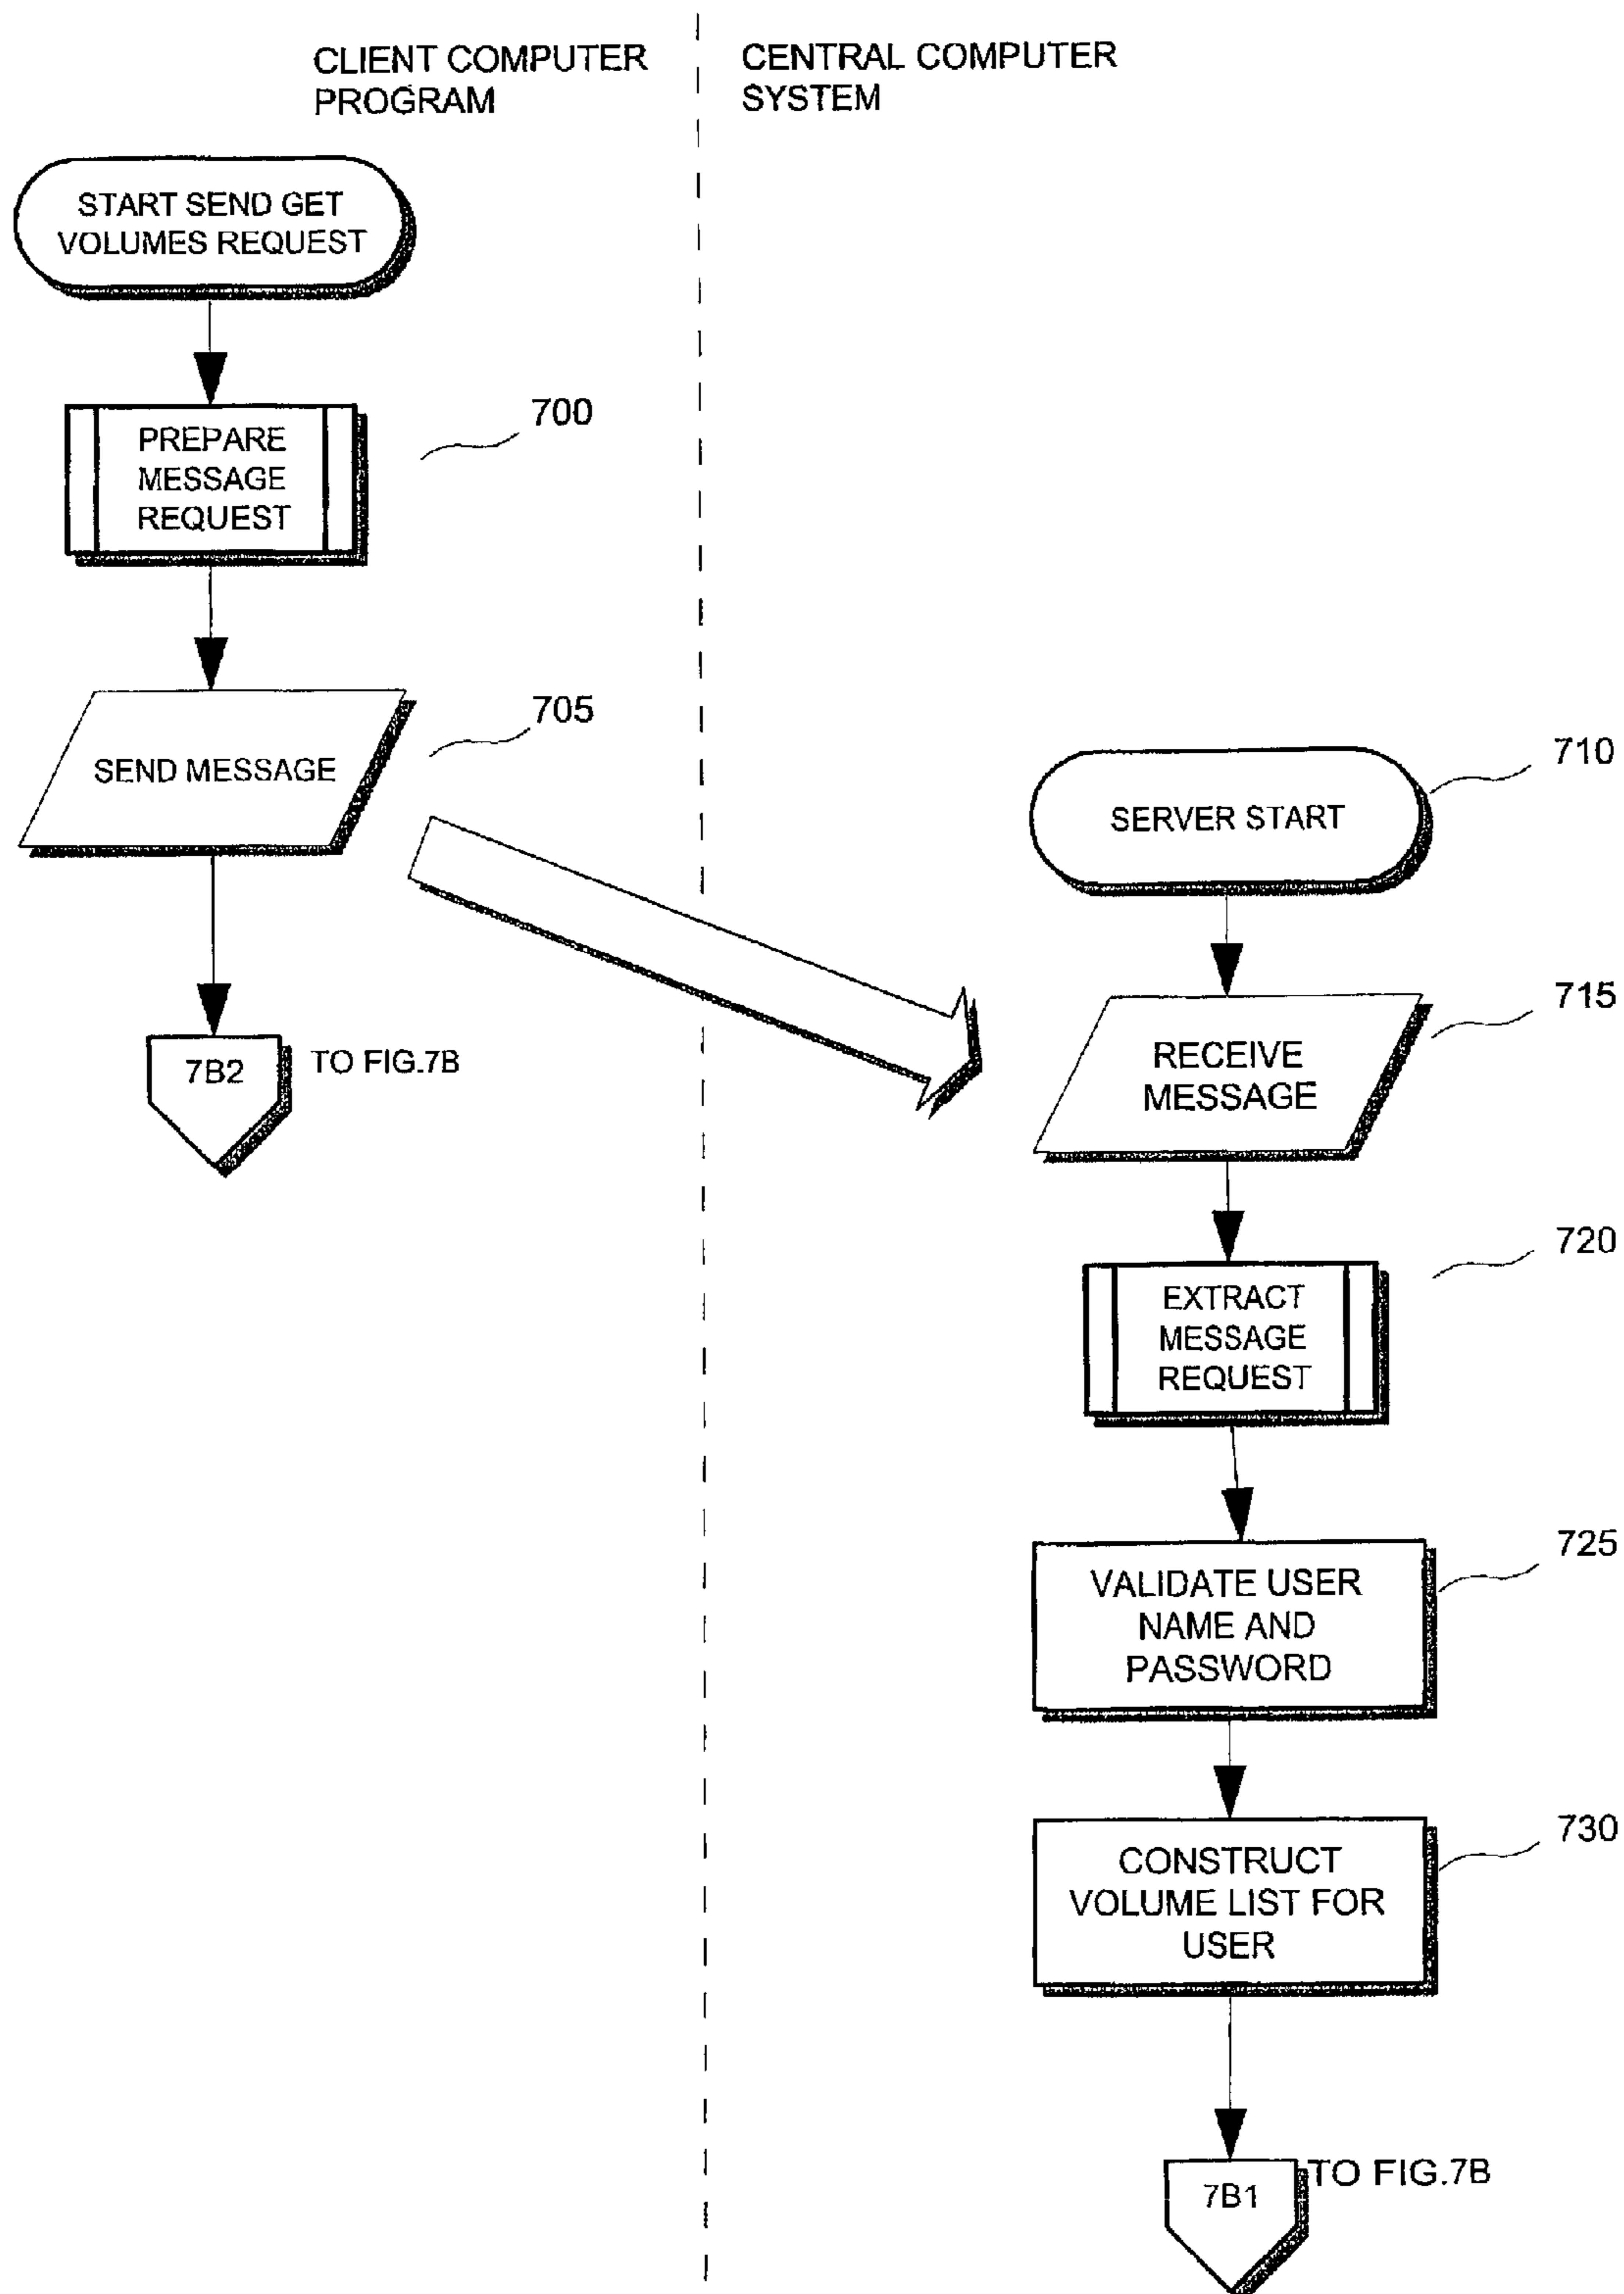 CLIENT COMPUTER
PROGRAM
CENTRAL COMPUTER
SYSTEM
START SEND GET
VOLUMES REQUEST
PREPARE
MESSAGE
REQUEST
700
SEND MESSAGE
705
7B2
TO FIG.7B
SERVER START
710
RECEIVE
MESSAGE
715
EXTRACT
MESSAGE
REQUEST
720
VALIDATE USER
NAME AND
PASSWORD
725
CONSTRUCT
VOLUME LIST FOR
USER
730
7B1
TO FIG.7B